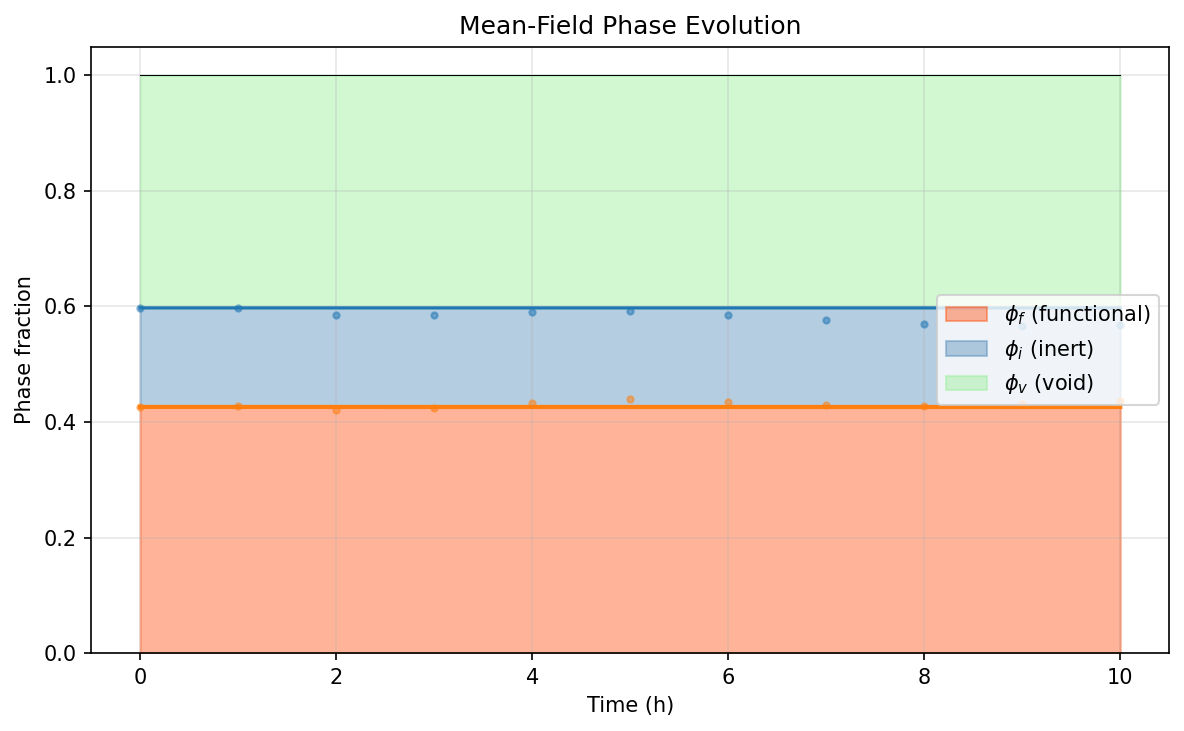 Mean-Field Phase Evolution
Phase fraction
1.0
0.8
0.6
0.4
0.2
0.0
ϕf (functional)
ϕi (inert)
ϕv (void)
0 2 4 6 8 10
Time (h)